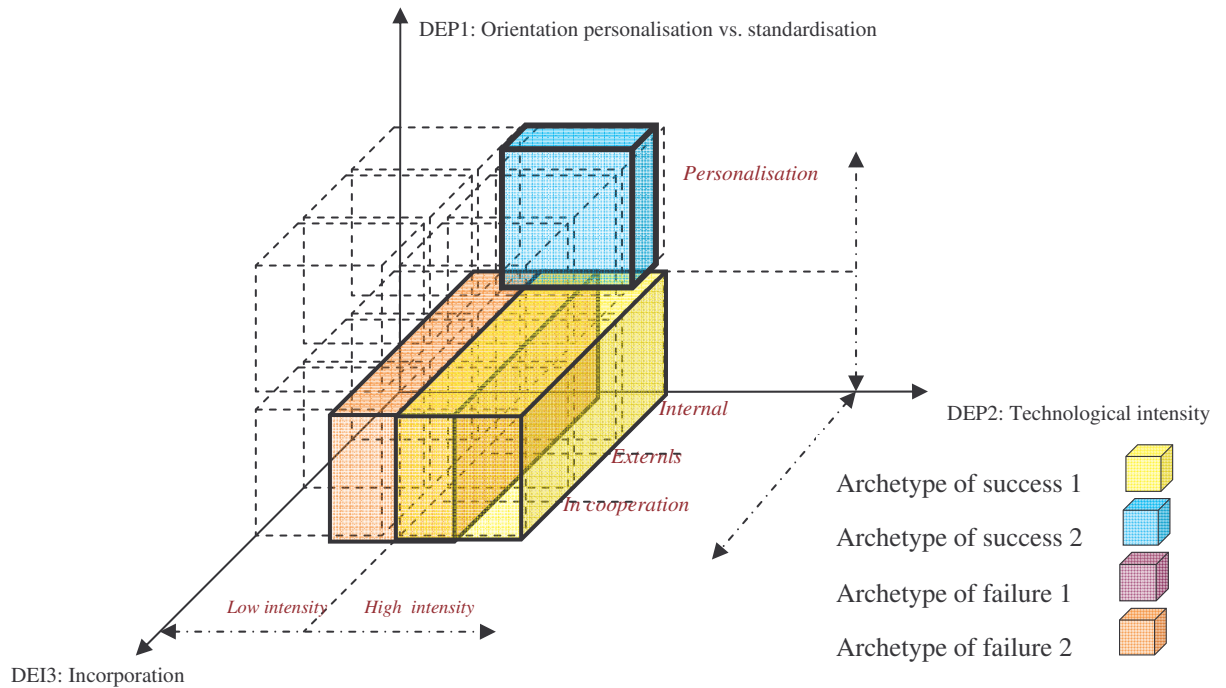 DEP1: Orientation personalisation vs. standardisation
Personalisation
Internal
DEP2: Technological intensity
Externls
In cooperation
Archetype of success 1
Archetype of success 2
Archetype of failure 1
Archetype of failure 2
Low intensity
High intensity
DEI3: Incorporation